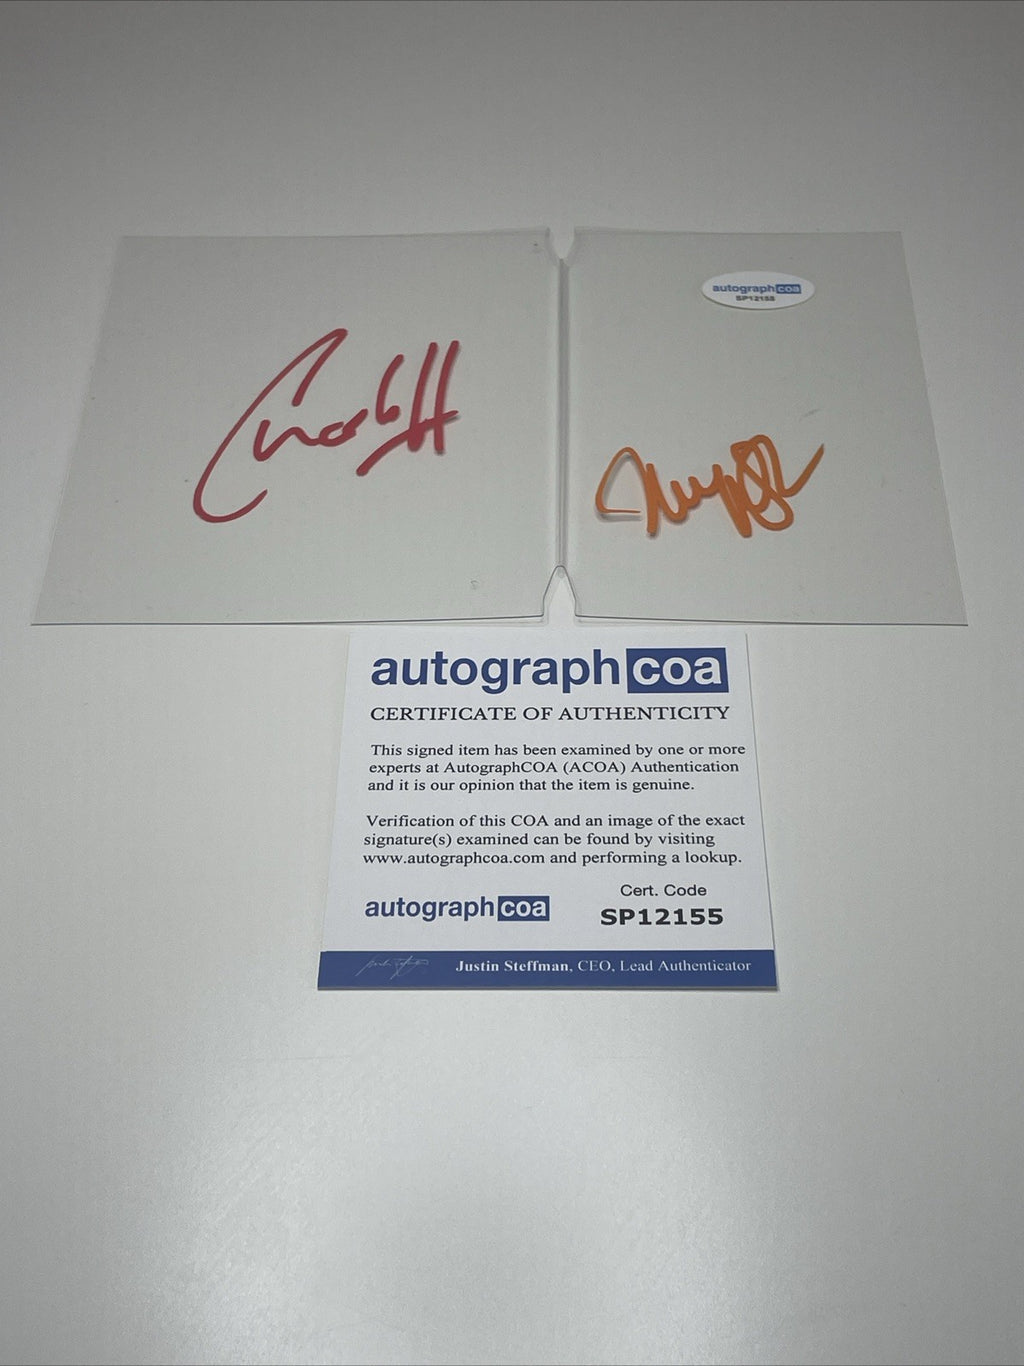 autographcoa
SP12155
autographcoa
CERTIFICATE OF AUTHENTICITY
This signed item has been examined by one or more
experts at AutographCOA (ACOA) Authentication
and it is our opinion that the item is genuine.
Verification of this COA and an image of the exact
signature(s) examined can be found by visiting
www.autographcoa.com and performing a lookup.
autographcoa
Cert. Code
SP12155
Justin Steffman, CEO, Lead Authenticator